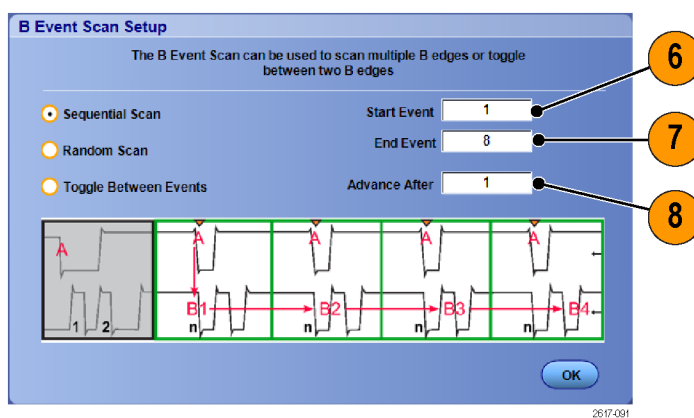 B Event Scan Setup
The B Event Scan can be used to scan multiple B edges or toggle
between two B edges
6
Sequential Scan
Start Event 1
End Event 8
7
Random Scan
Toggle Between Events
Advance After 1
8
A A A A A
B1 B2 B3 B4
1 2 n n n n
OK
2617-091